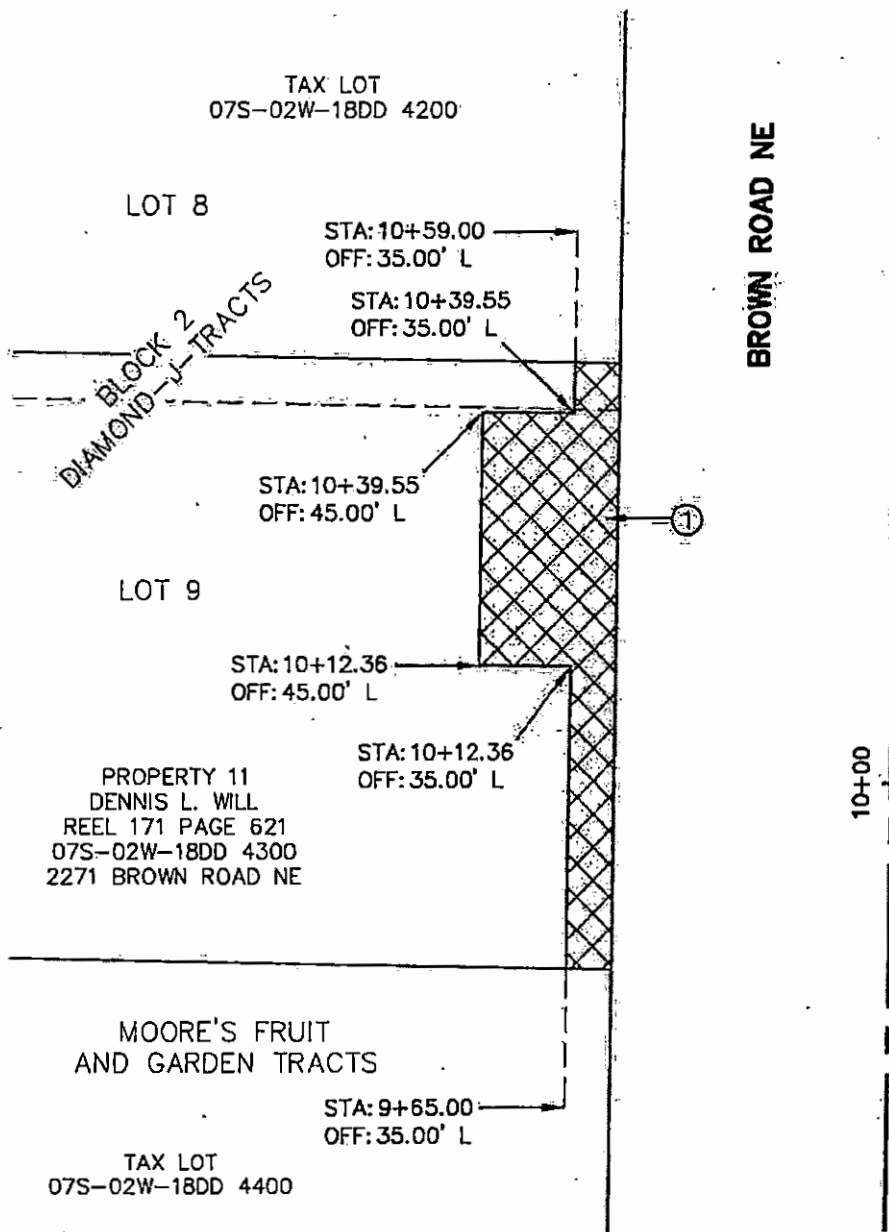 TAX LOT
07S-02W-18DD 4200
LOT 8
BROWN ROAD NE
STA: 10+59.00
OFF: 35.00' L
STA: 10+39.55
OFF: 35.00' L
BLOCK 2
DIAMOND-J-TRACTS
STA: 10+39.55
OFF: 45.00' L
1
LOT 9
STA: 10+12.36
OFF: 45.00' L
STA: 10+12.36
OFF: 35.00' L
10+00
PROPERTY 11
DENNIS L. WILL
REEL 171 PAGE 621
07S-02W-18DD 4300
2271 BROWN ROAD NE
MOORE'S FRUIT
AND GARDEN TRACTS
STA: 9+65.00
OFF: 35.00' L
TAX LOT
07S-02W-18DD 4400